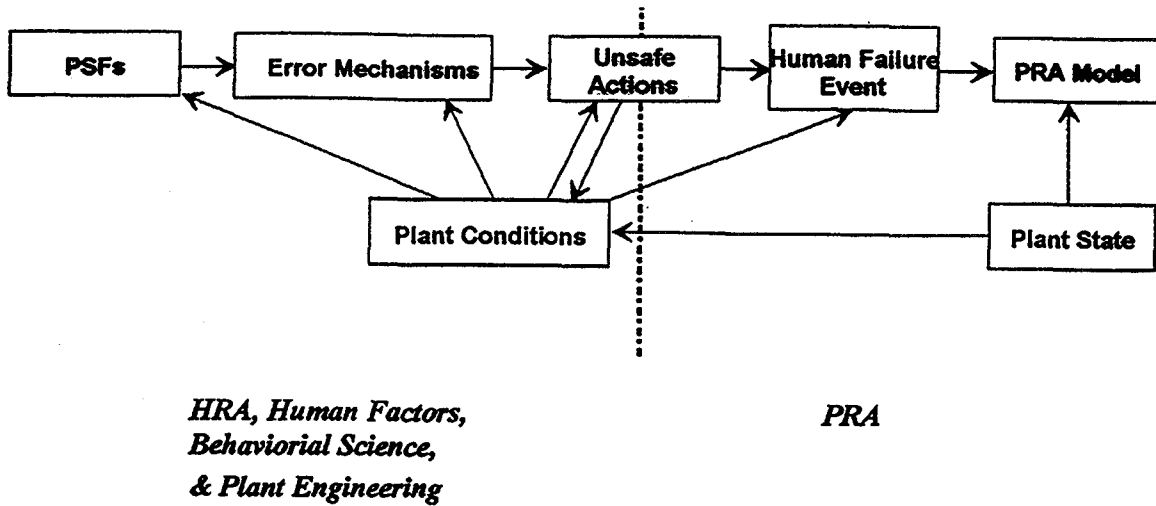 PSFs
Error Mechanisms
Unsafe
Actions
Human Failure
Event
PRA Model
Plant Conditions
Plant State
HRA, Human Factors,
Behaviorial Science,
& Plant Engineering
PRA